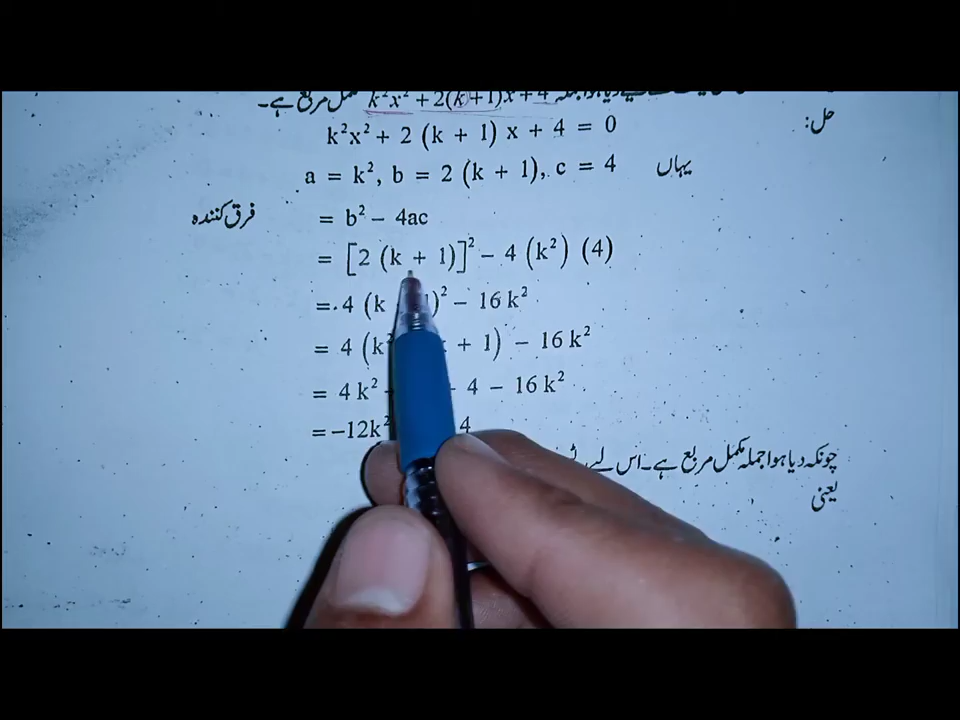 k²x² + 2(k+1)x + 4 مکمل مربع ہے۔
حل:
k²x² + 2 (k + 1) x + 4 = 0
یہاں a = k², b = 2 (k + 1), c = 4
فرق کنندہ = b² − 4ac
= [2 (k + 1)]² − 4 (k²) (4)
= 4 (k )² − 16 k²
= 4 (k + 1) − 16 k²
= 4 k² 4 − 16 k²
= −12k² 4
چونکہ دیا ہوا جملہ مکمل مربع ہے۔ اس لیے
یعنی